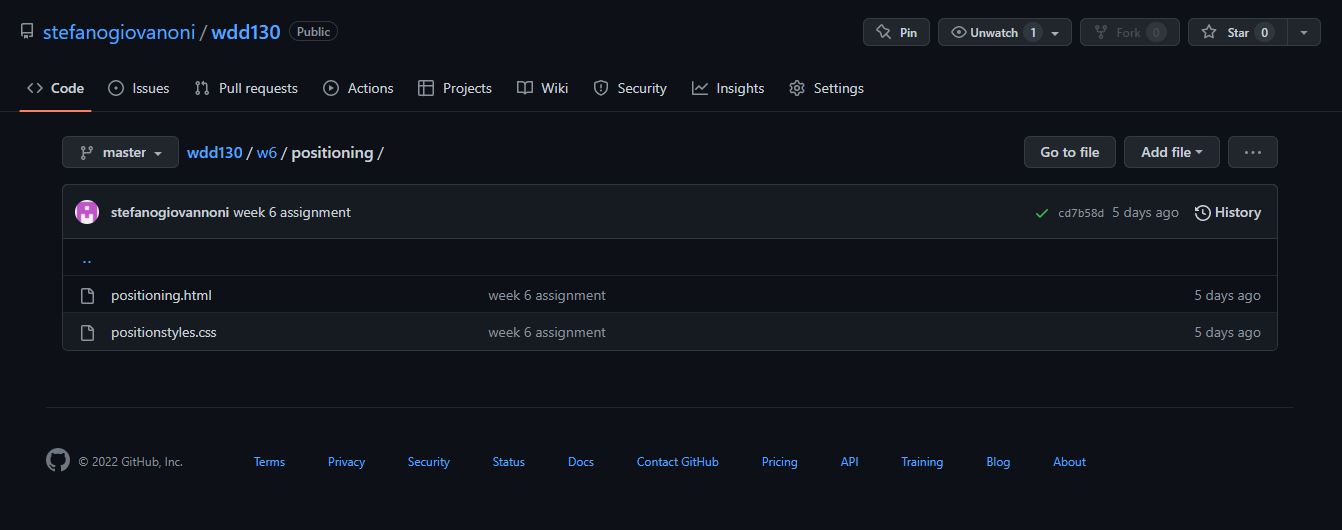 stefanogiovanoni / wdd130 Public Pin Unwatch 1 Fork 0 Star 0
Code Issues Pull requests Actions Projects Wiki Security Insights Settings
master wdd130 / w6 / positioning / Go to file Add file ...
stefanogiovannoni week 6 assignment cd7b58d 5 days ago History
..
positioning.html week 6 assignment 5 days ago
positionstyles.css week 6 assignment 5 days ago
© 2022 GitHub, Inc. Terms Privacy Security Status Docs Contact GitHub Pricing API Training Blog About